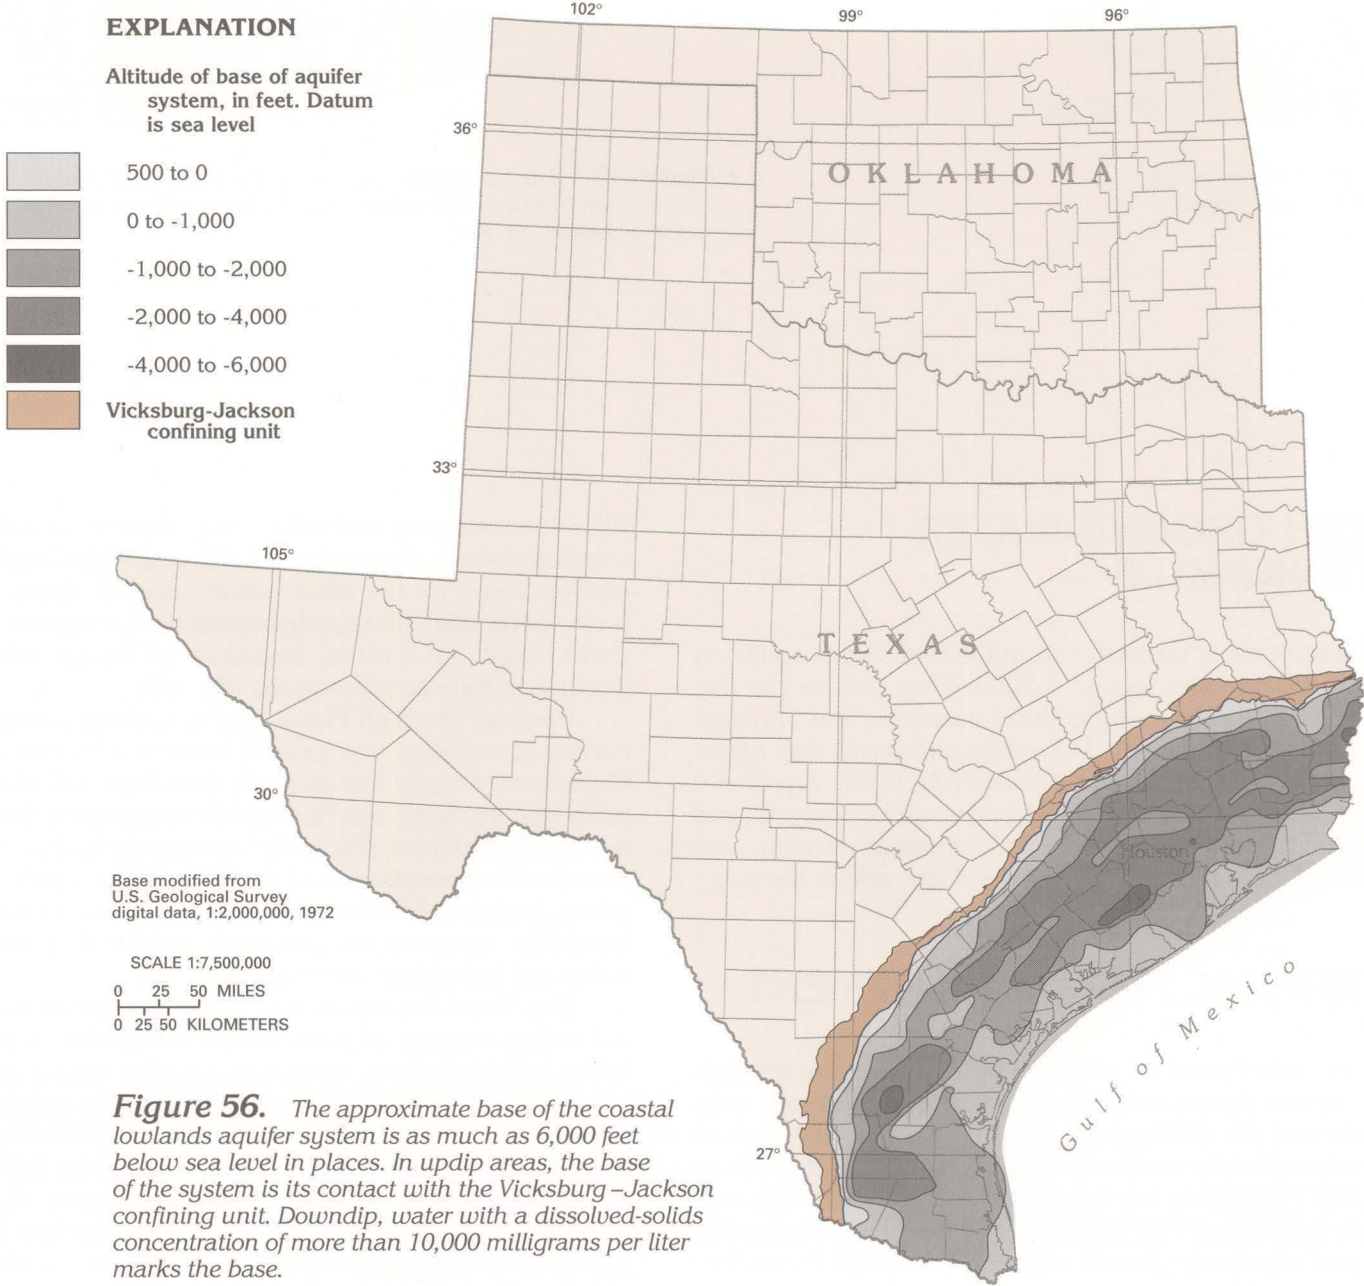 EXPLANATION
Altitude of base of aquifer
system, in feet. Datum
is sea level
500 to 0
0 to -1,000
-1,000 to -2,000
-2,000 to -4,000
-4,000 to -6,000
Vicksburg-Jackson
confining unit
102°
99°
96°
36°
OKLAHOMA
33°
105°
TEXAS
30°
Houston
Base modified from
U.S. Geological Survey
digital data, 1:2,000,000, 1972
SCALE 1:7,500,000
0 25 50 MILES
0 25 50 KILOMETERS
Gulf of Mexico
27°
Figure 56. The approximate base of the coastal
lowlands aquifer system is as much as 6,000 feet
below sea level in places. In updip areas, the base
of the system is its contact with the Vicksburg–Jackson
confining unit. Downdip, water with a dissolved-solids
concentration of more than 10,000 milligrams per liter
marks the base.